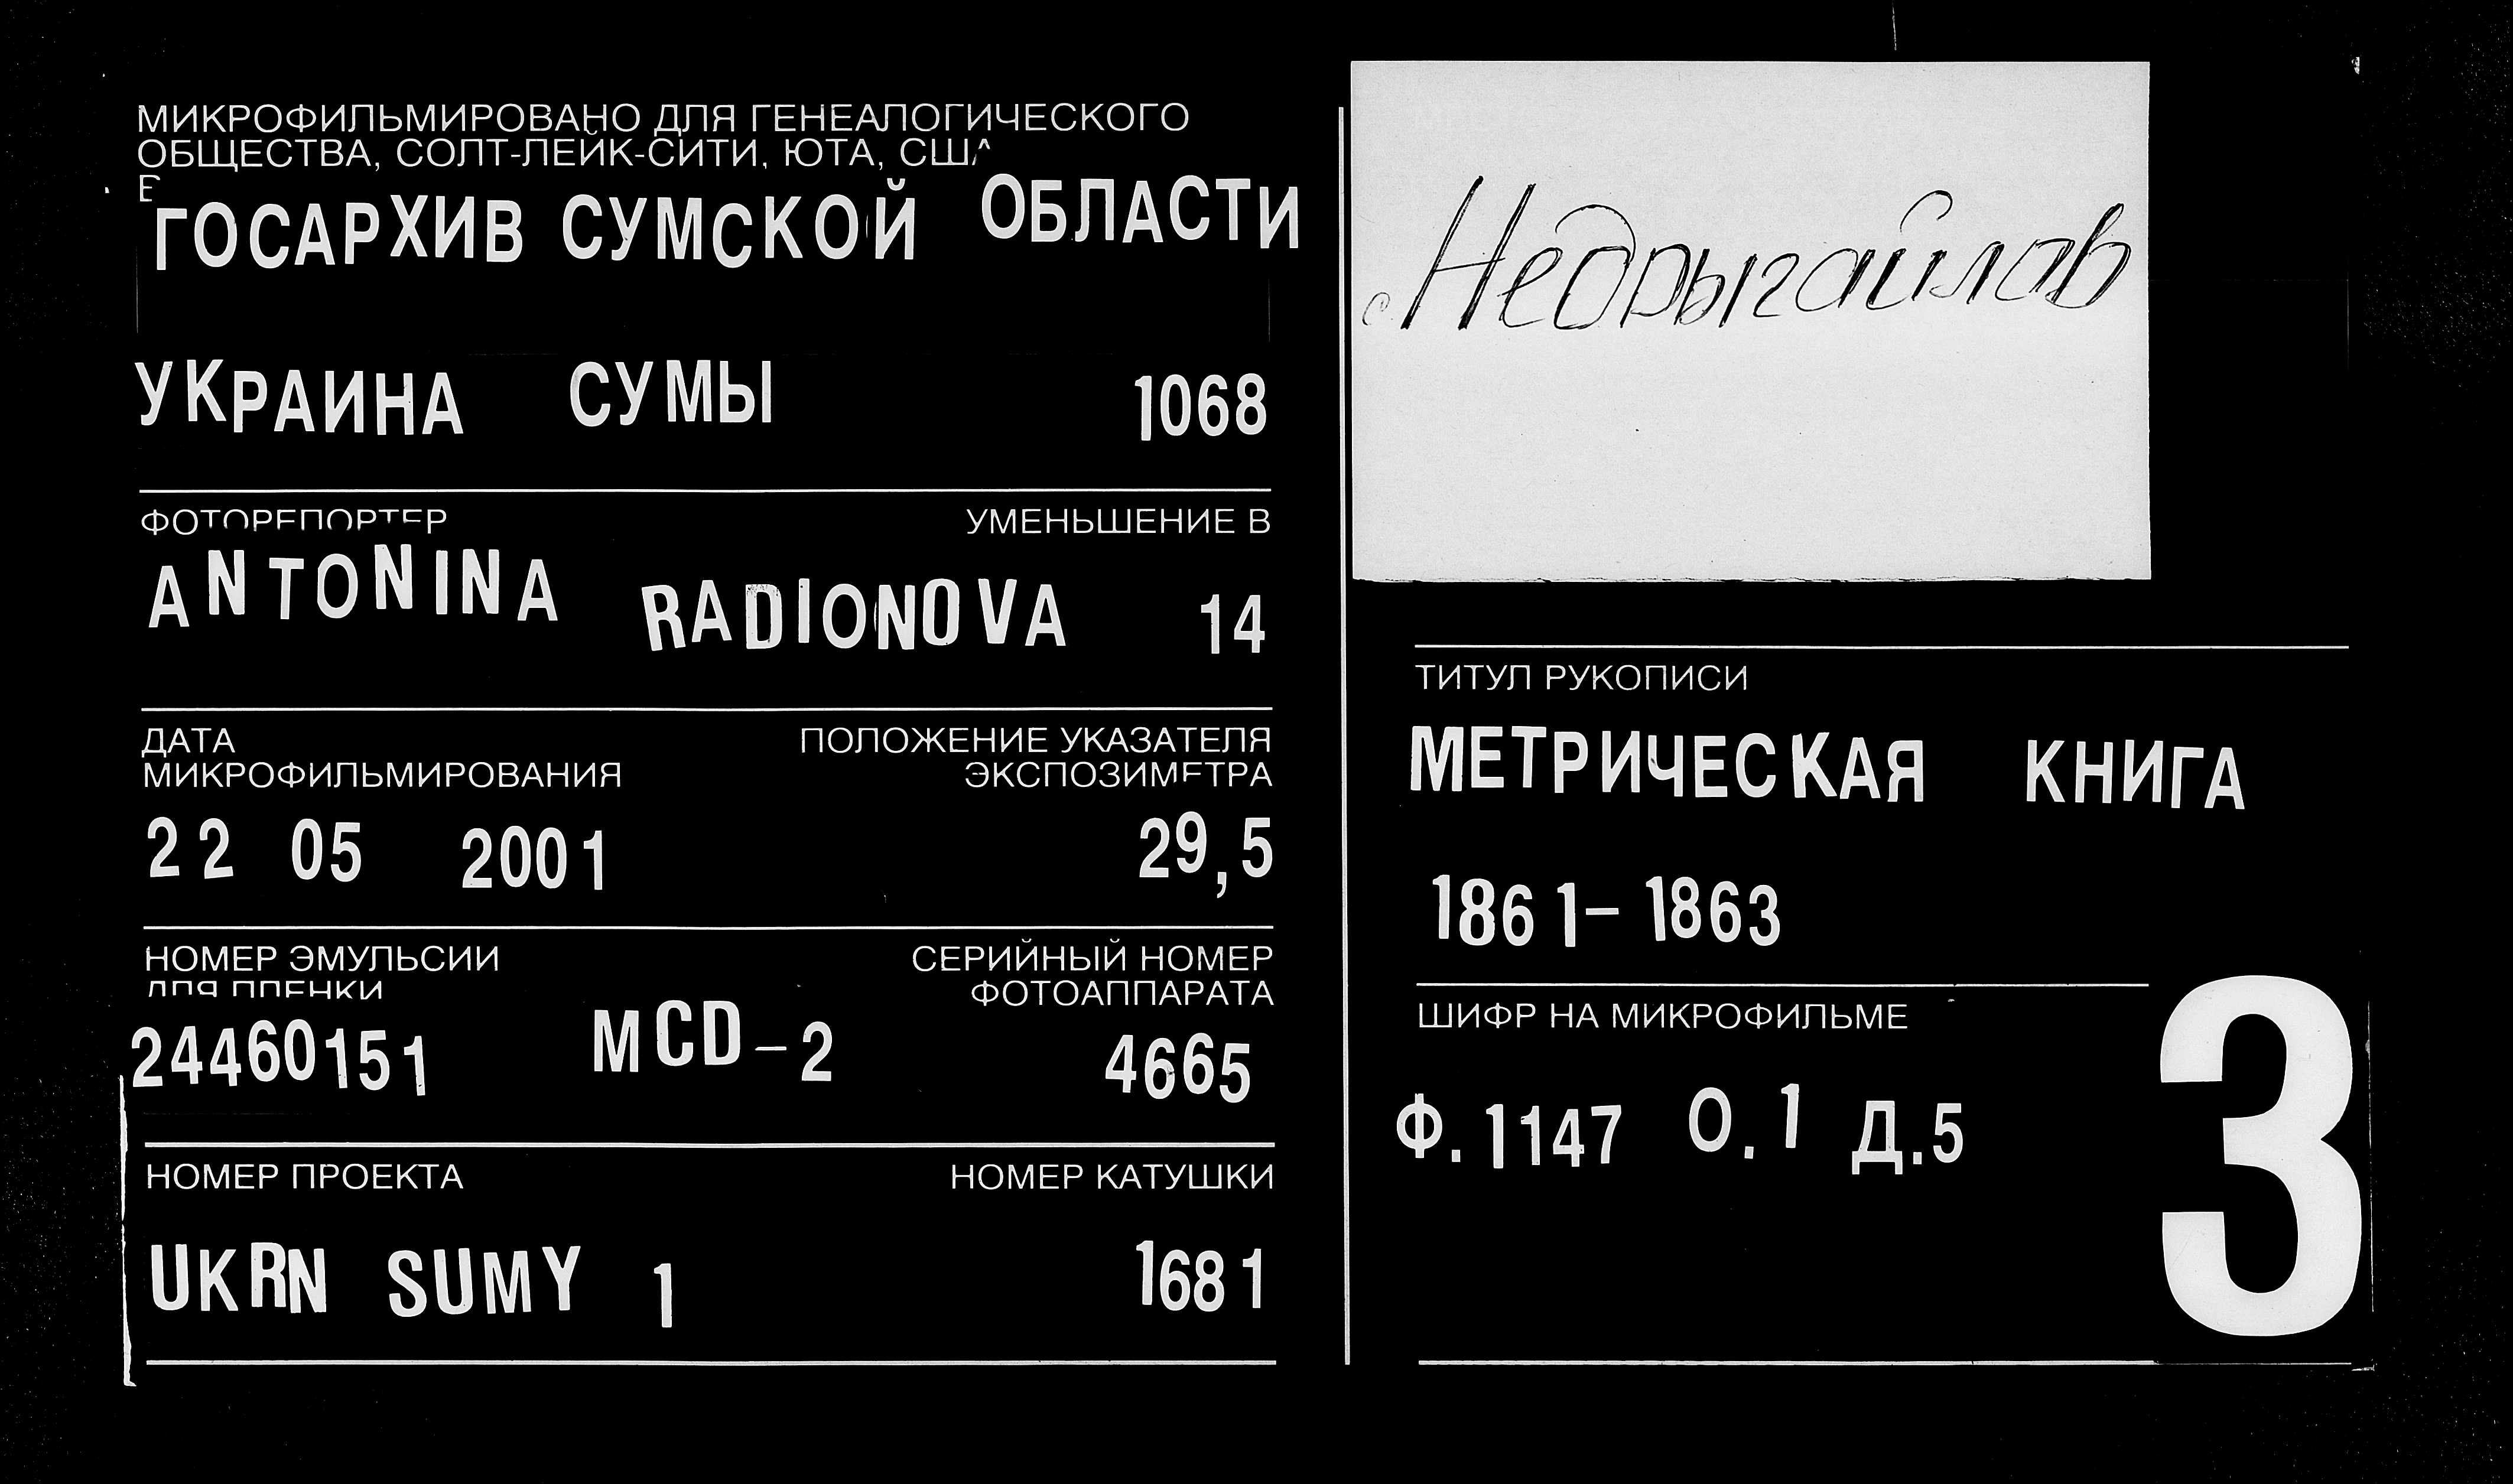 МИКРОФИЛЬМИРОВАНО ДЛЯ ГЕНЕАЛОГИЧЕСКОГО
ОБЩЕСТВА, СОЛТ-ЛЕЙК-СИТИ, ЮТА, США
В
ГОСАРХИВ СУМСКОЙ ОБЛАСТИ
УКРАИНА СУМЫ 1068
ФОТОРЕПОРТЕР УМЕНЬШЕНИЕ В
ANTONINA RADIONOVA 14
ДАТА
МИКРОФИЛЬМИРОВАНИЯ
ПОЛОЖЕНИЕ УКАЗАТЕЛЯ
ЭКСПОЗИМЕТРА
22 05 2001 29,5
НОМЕР ЭМУЛЬСИИ
ДЛЯ ПЛЕНКИ
СЕРИЙНЫЙ НОМЕР
ФОТОАППАРАТА
24460151 MCD-2 4665
НОМЕР ПРОЕКТА НОМЕР КАТУШКИ
UKRN SUMY 1 1681
с. Недрыгайлов
ТИТУЛ РУКОПИСИ
МЕТРИЧЕСКАЯ КНИГА
1861-1863
ШИФР НА МИКРОФИЛЬМЕ
Ф.1147 О.1 Д.5
3